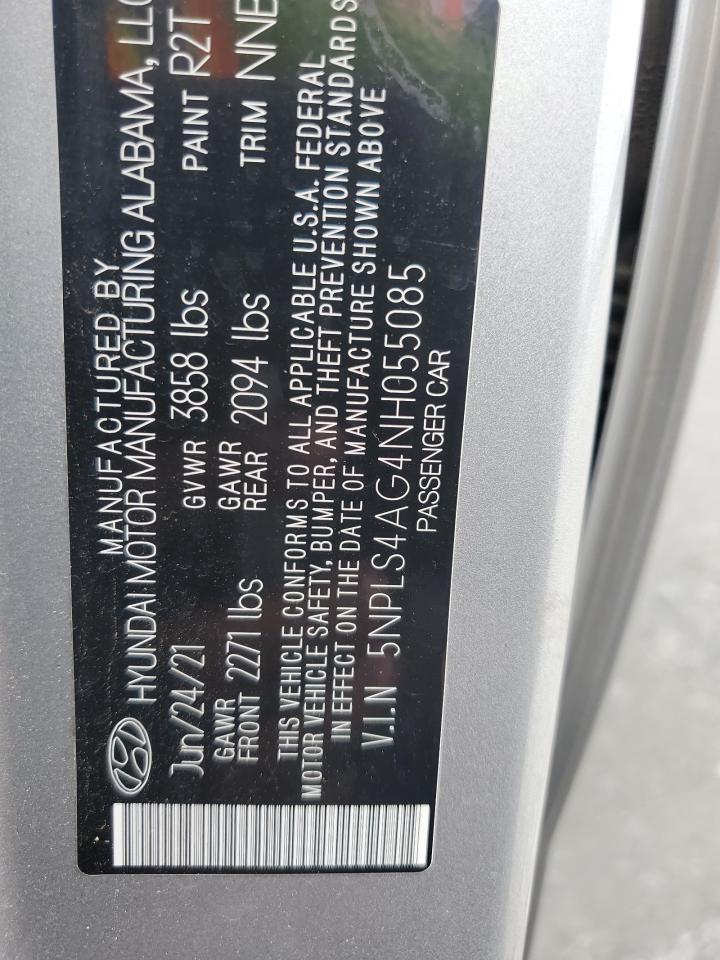 MANUFACTURED BY
HYUNDAI MOTOR MANUFACTURING ALABAMA, LLC
Jun/24/21 GVWR 3858 lbs PAINT R2T
GAWR FRONT 2271 lbs GAWR REAR 2094 lbs TRIM NNB
THIS VEHICLE CONFORMS TO ALL APPLICABLE U.S.A. FEDERAL
MOTOR VEHICLE SAFETY, BUMPER, AND THEFT PREVENTION STANDARDS
IN EFFECT ON THE DATE OF MANUFACTURE SHOWN ABOVE
V.I.N 5NPLS4AG4NH055085
PASSENGER CAR